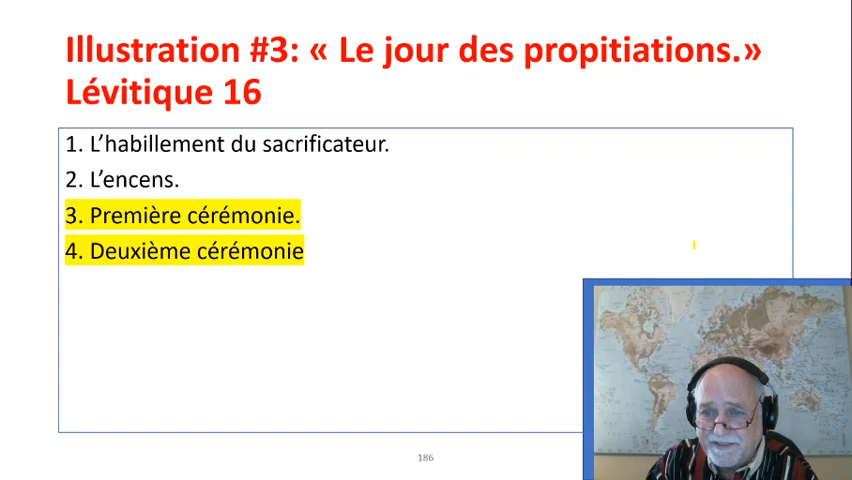 Illustration #3: « Le jour des propitiations.»
Lévitique 16
1. L’habillement du sacrificateur.
2. L’encens.
3. Première cérémonie.
4. Deuxième cérémonie
186